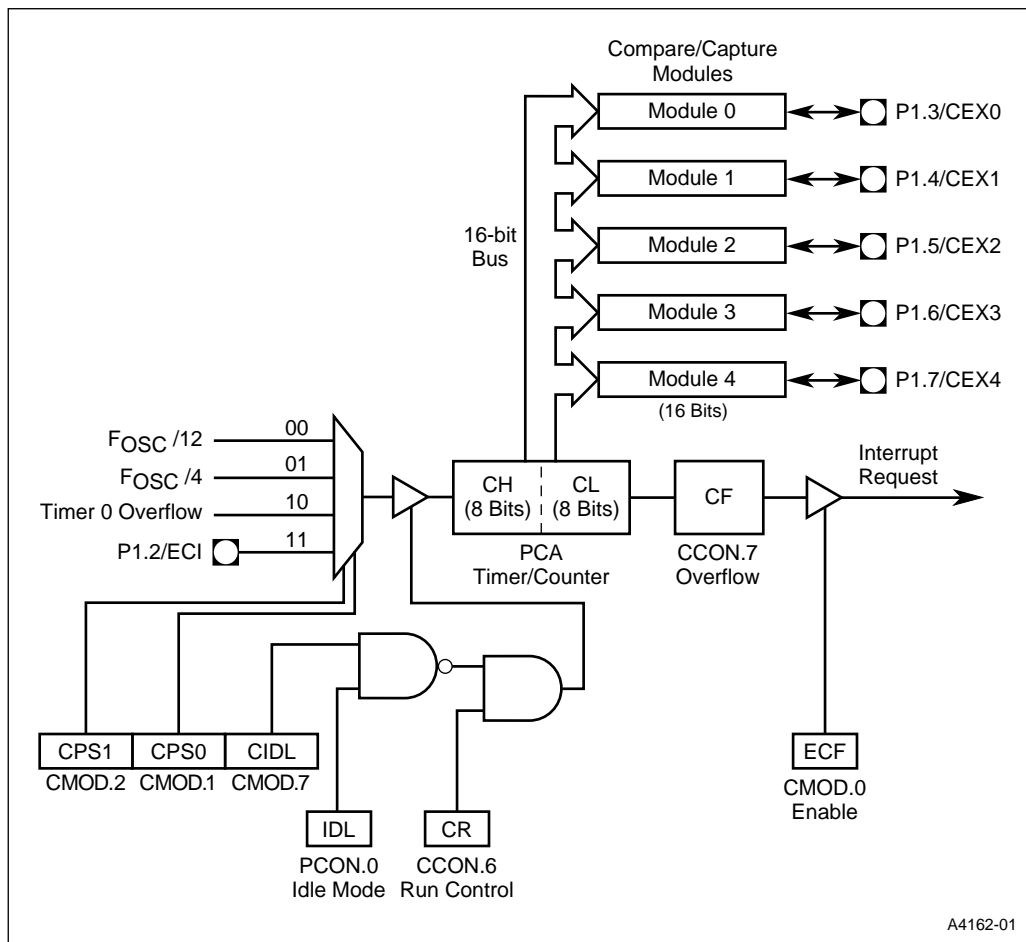 Compare/Capture
Modules
Module 0
P1.3/CEX0
Module 1
P1.4/CEX1
16-bit
Bus
Module 2
P1.5/CEX2
Module 3
P1.6/CEX3
Module 4
P1.7/CEX4
(16 Bits)
FOSC /12
00
FOSC /4
01
Timer 0 Overflow
10
P1.2/ECI
11
CH
(8 Bits)
CL
(8 Bits)
PCA
Timer/Counter
CF
CCON.7
Overflow
Interrupt
Request
CPS1
CPS0
CIDL
CMOD.2
CMOD.1
CMOD.7
ECF
CMOD.0
Enable
IDL
PCON.0
Idle Mode
CR
CCON.6
Run Control
A4162-01